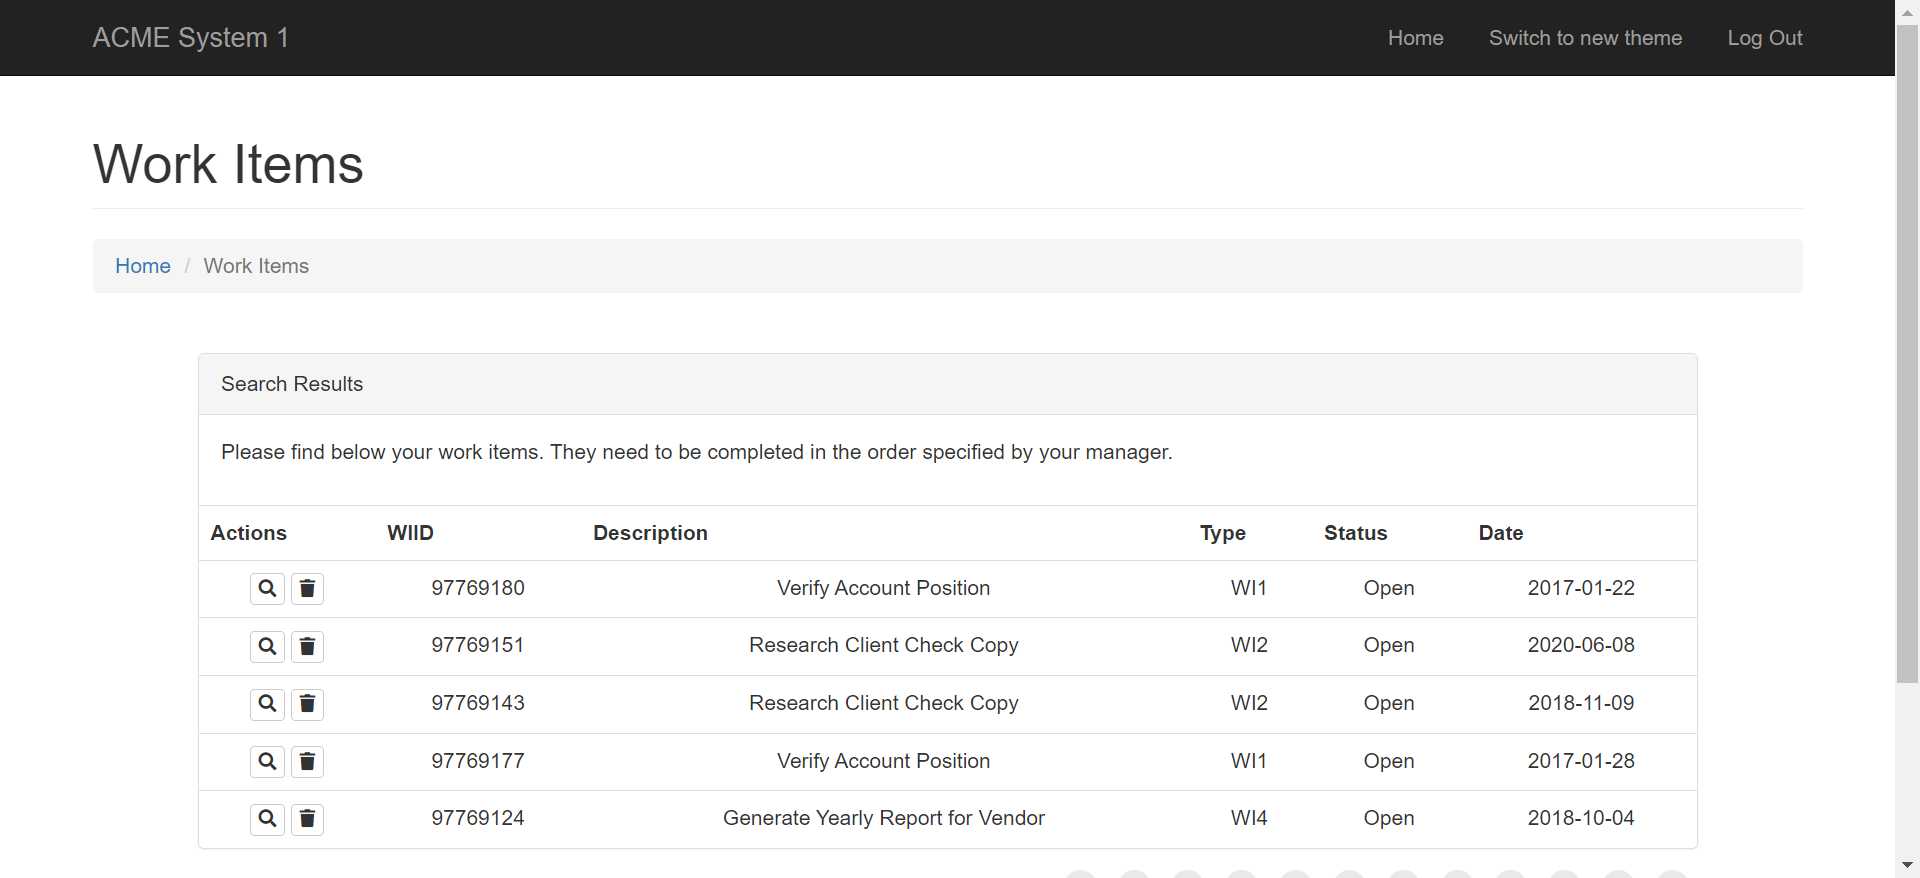 ACME System 1 Home Switch to new theme Log Out
Work Items
Home / Work Items
Search Results
Please find below your work items. They need to be completed in the order specified by your manager.
Actions WIID Description Type Status Date
97769180 Verify Account Position WI1 Open 2017-01-22
97769151 Research Client Check Copy WI2 Open 2020-06-08
97769143 Research Client Check Copy WI2 Open 2018-11-09
97769177 Verify Account Position WI1 Open 2017-01-28
97769124 Generate Yearly Report for Vendor WI4 Open 2018-10-04